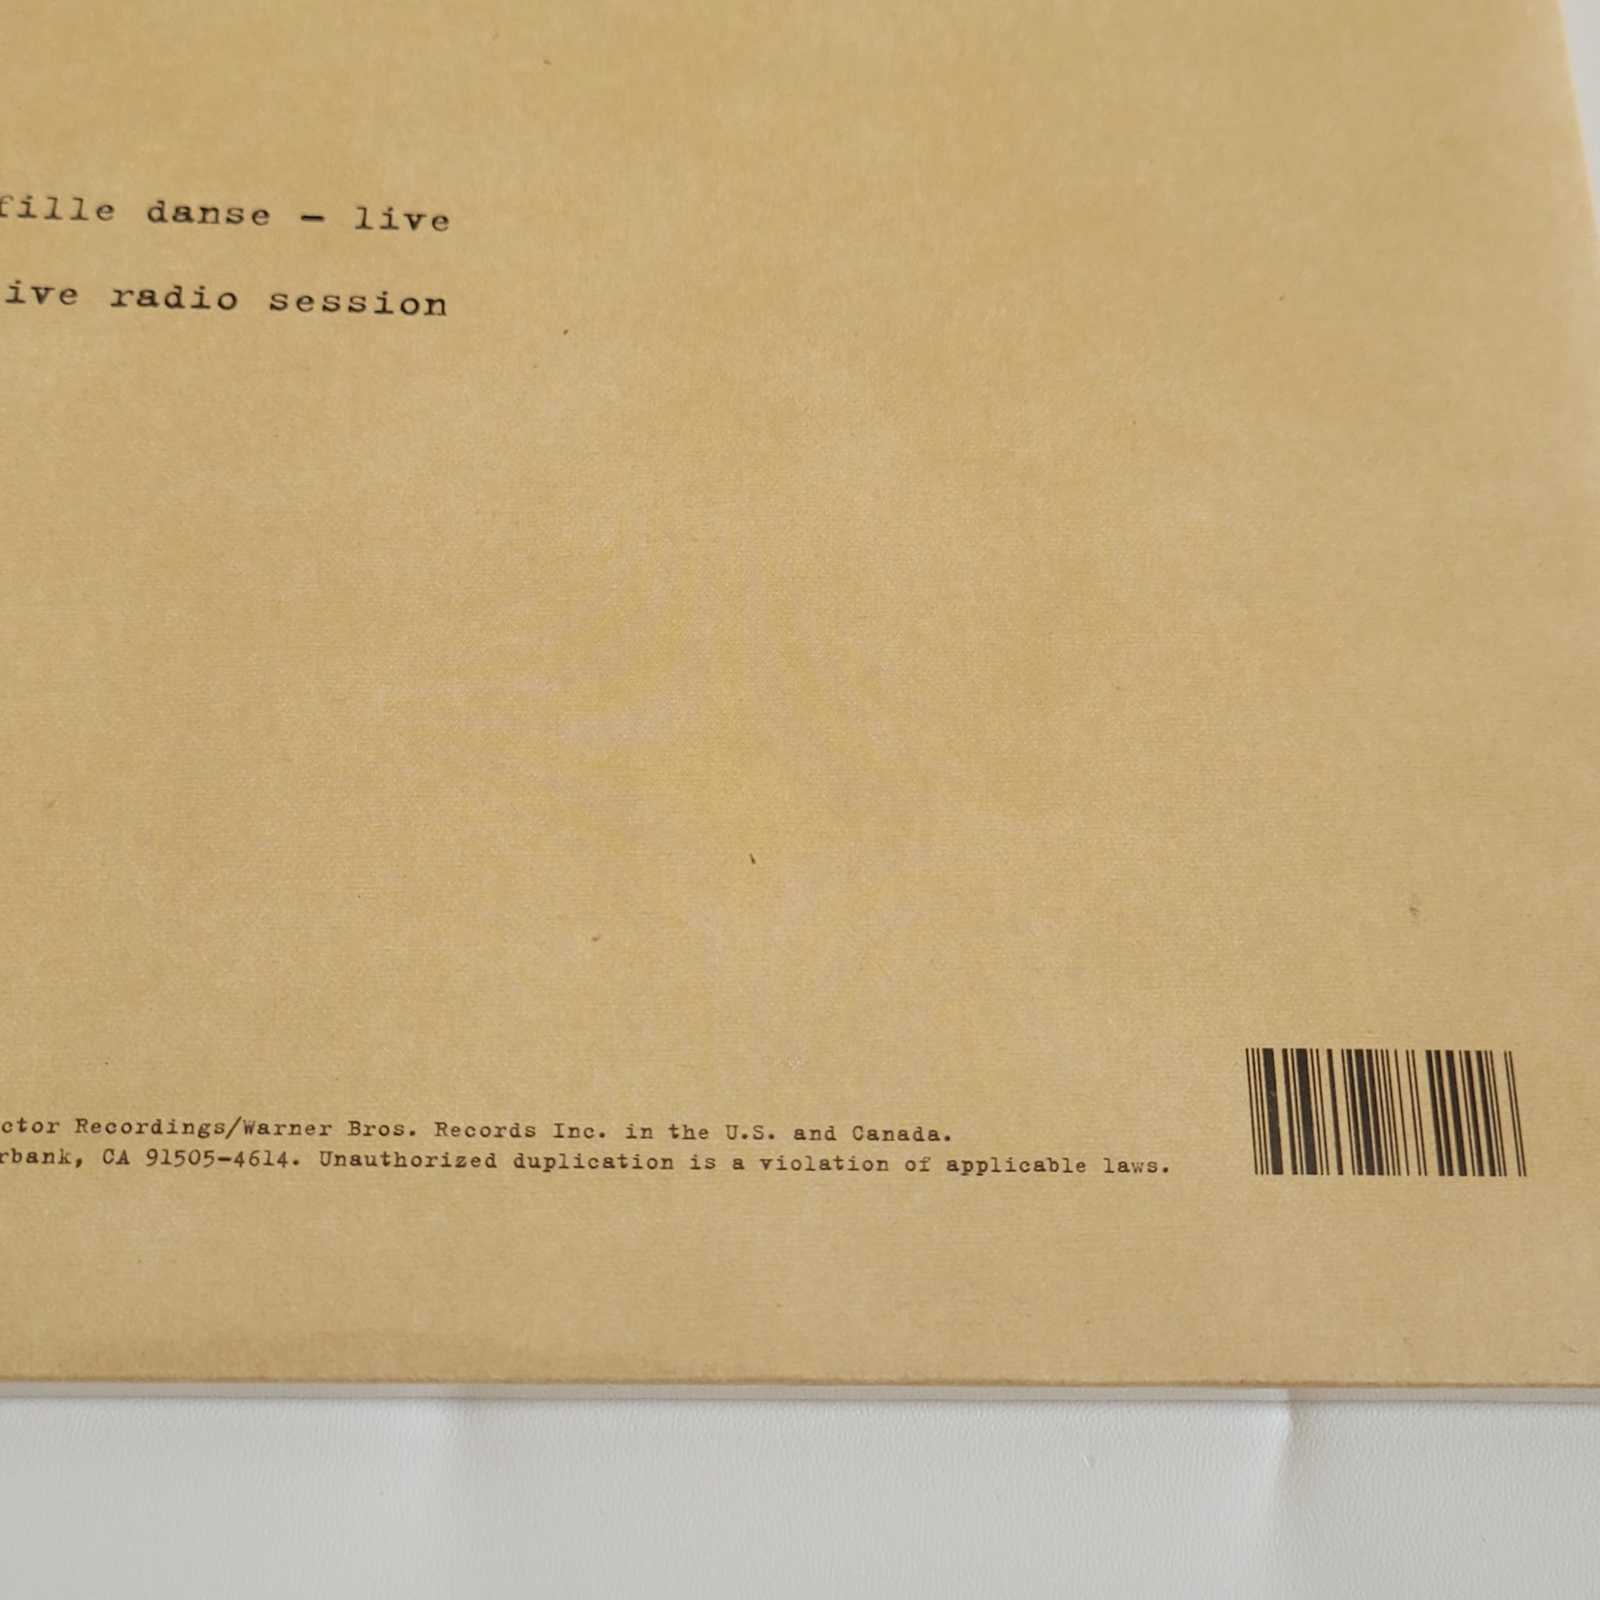 fille danse – live
ive radio session
ctor Recordings/Warner Bros. Records Inc. in the U.S. and Canada.
rbank, CA 91505-4614. Unauthorized duplication is a violation of applicable laws.